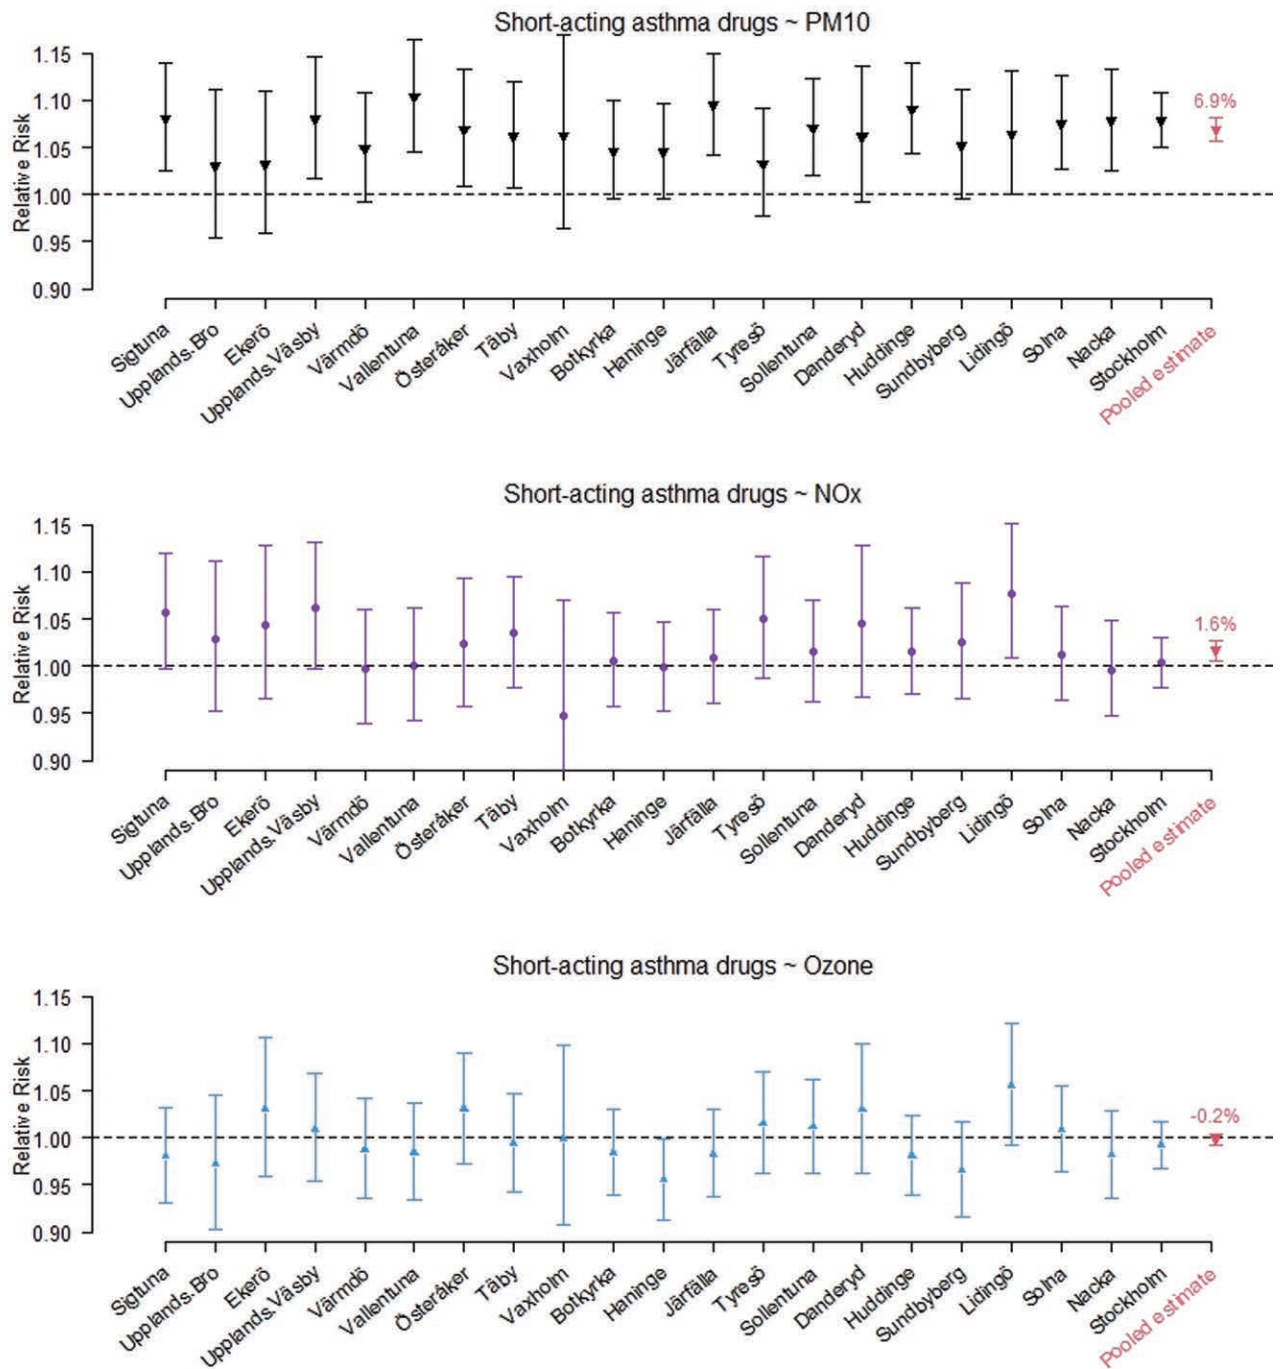 Short-acting asthma drugs ~ PM10
Relative Risk
1.15
1.10
1.05
1.00
0.95
0.90
6.9%
Sigtuna
Upplands.Bro
Ekerö
Upplands.Väsby
Värmdö
Vallentuna
Österåker
Täby
Vaxholm
Botkyrka
Haninge
Järfälla
Tyresö
Sollentuna
Danderyd
Huddinge
Sundbyberg
Lidingö
Solna
Nacka
Stockholm
Pooled estimate
Short-acting asthma drugs ~ NOx
Relative Risk
1.15
1.10
1.05
1.00
0.95
0.90
1.6%
Sigtuna
Upplands.Bro
Ekerö
Upplands.Väsby
Värmdö
Vallentuna
Österåker
Täby
Vaxholm
Botkyrka
Haninge
Järfälla
Tyresö
Sollentuna
Danderyd
Huddinge
Sundbyberg
Lidingö
Solna
Nacka
Stockholm
Pooled estimate
Short-acting asthma drugs ~ Ozone
Relative Risk
1.15
1.10
1.05
1.00
0.95
0.90
-0.2%
Sigtuna
Upplands.Bro
Ekerö
Upplands.Väsby
Värmdö
Vallentuna
Österåker
Täby
Vaxholm
Botkyrka
Haninge
Järfälla
Tyresö
Sollentuna
Danderyd
Huddinge
Sundbyberg
Lidingö
Solna
Nacka
Stockholm
Pooled estimate